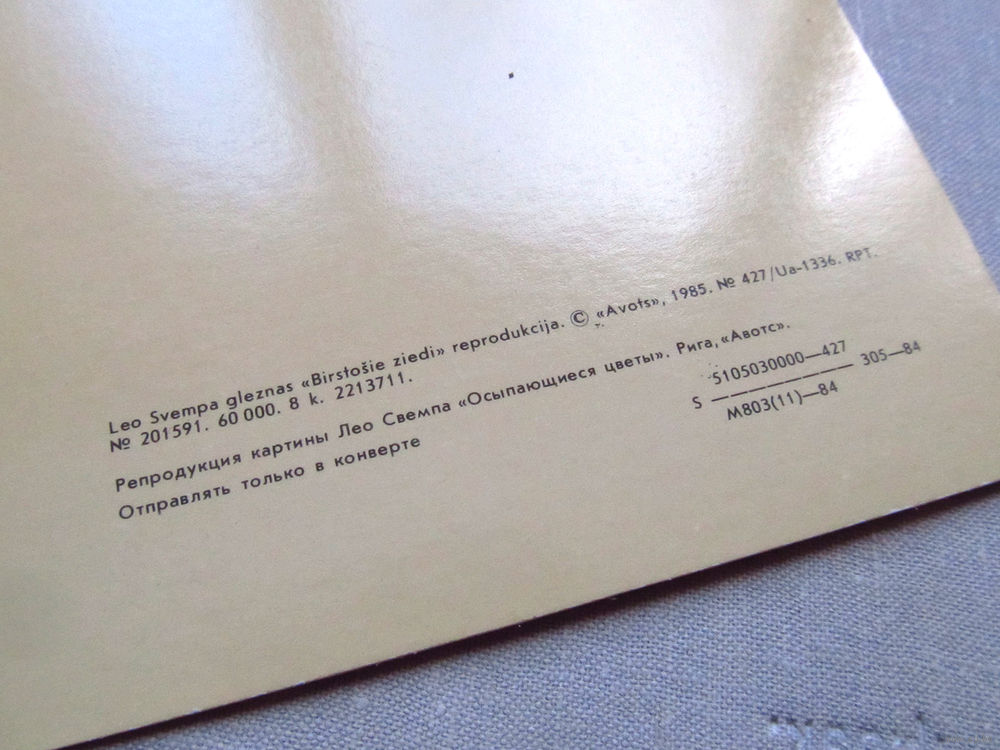 Leo Svempa gleznas «Birstošie ziedi» reprodukcija. © «Avots», 1985. № 427/Ua-1336. RPT.
№ 201591. 60 000. 8 k. 2213711.
Репродукция картины Лео Свемпа «Осыпающиеся цветы». Рига, «Авотс».
Отправлять только в конверте
S 5105030000—427
М803(11)—84 305—84